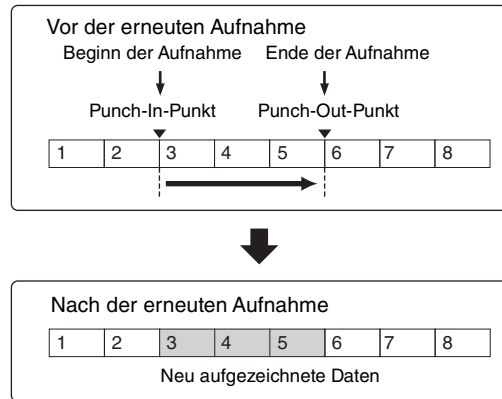 Vor der erneuten Aufnahme
Beginn der Aufnahme Ende der Aufnahme
Punch-In-Punkt Punch-Out-Punkt
1 2 3 4 5 6 7 8
Nach der erneuten Aufnahme
1 2 3 4 5 6 7 8
Neu aufgezeichnete Daten